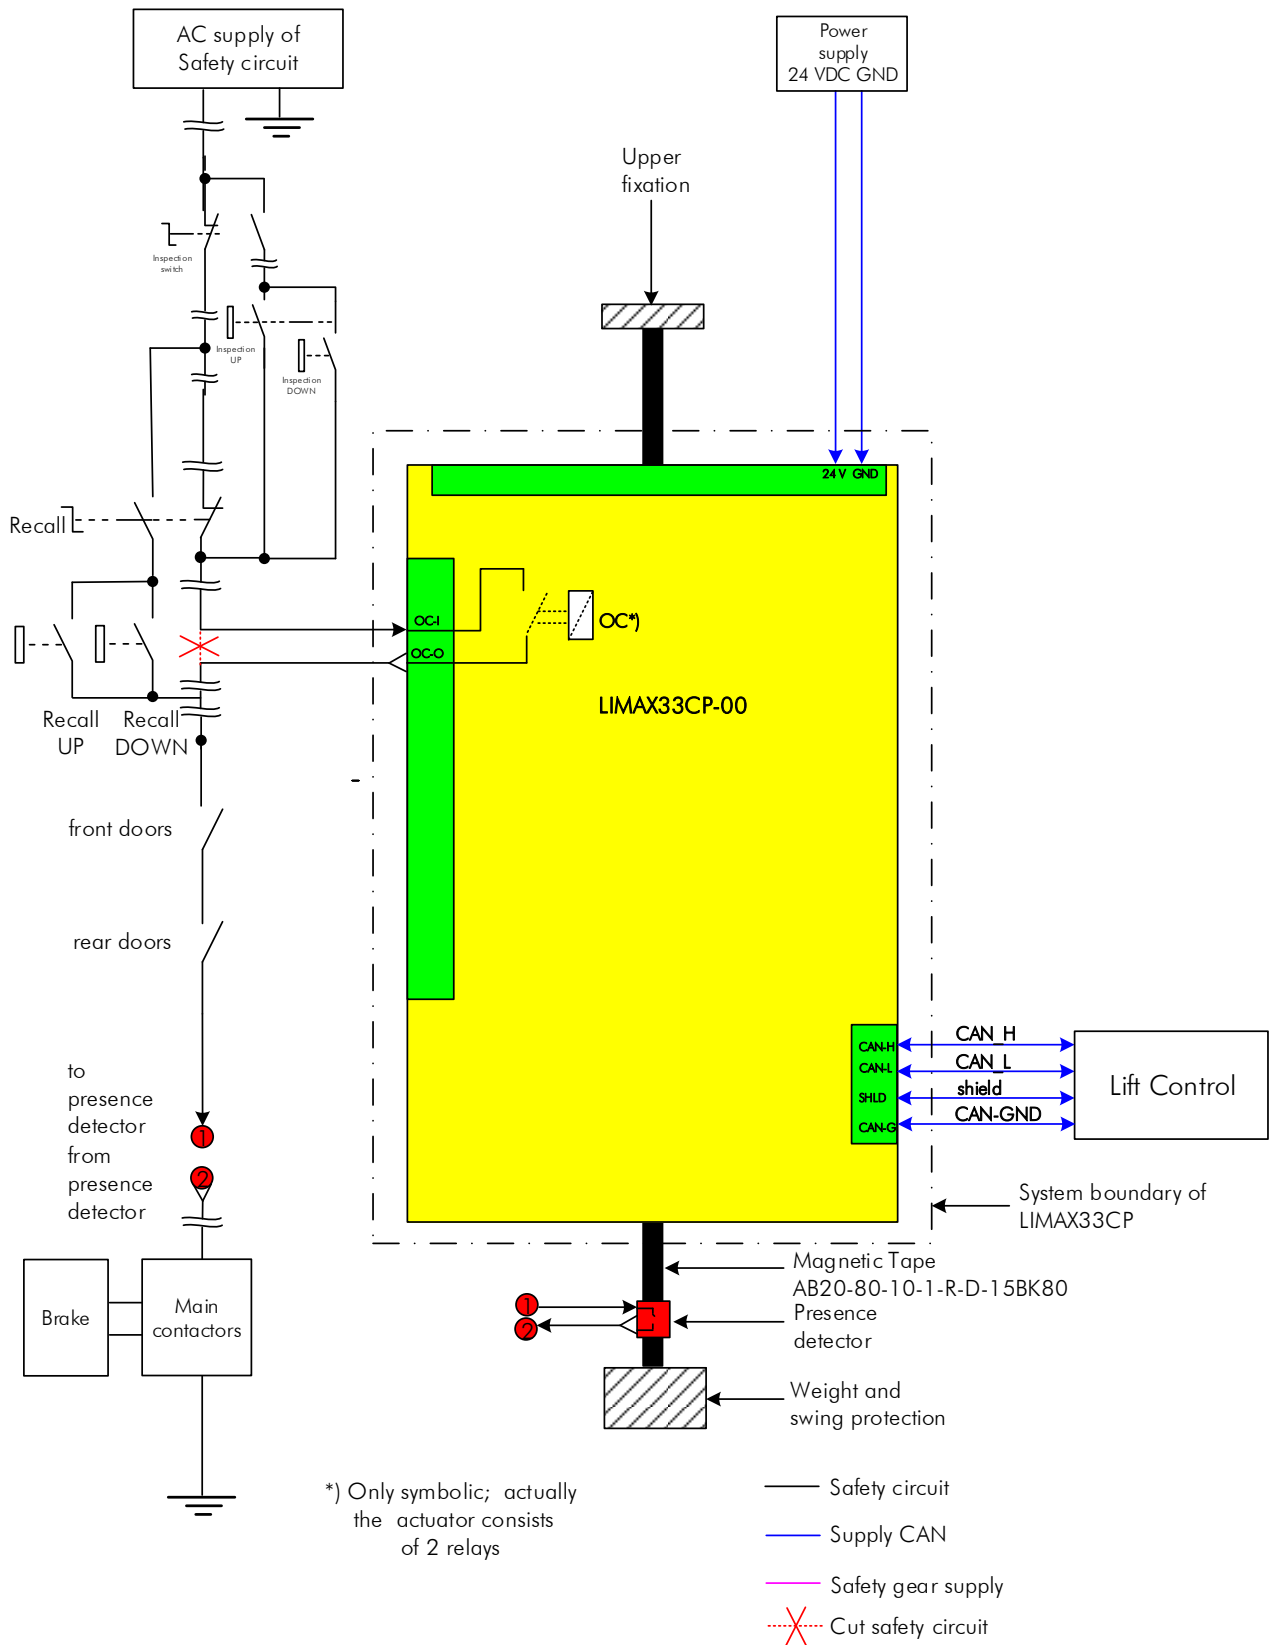 AC supply of
Safety circuit
Power
supply
24 VDC GND
Upper
fixation
Inspection
switch
Inspection
UP
Inspection
DOWN
24 V GND
Recall
OC-I
OC*)
OC-O
LIMAX33CP-00
Recall
UP
Recall
DOWN
front doors
rear doors
CAN-H
CAN-L
SHLD
CAN-G
CAN_H
CAN_L
shield
CAN-GND
Lift Control
to
presence
detector
1
from
presence
detector
2
System boundary of
LIMAX33CP
Magnetic Tape
AB20-80-10-1-R-D-15BK80
Presence
detector
1
2
Brake
Main
contactors
Weight and
swing protection
*) Only symbolic; actually
the actuator consists
of 2 relays
Safety circuit
Supply CAN
Safety gear supply
Cut safety circuit